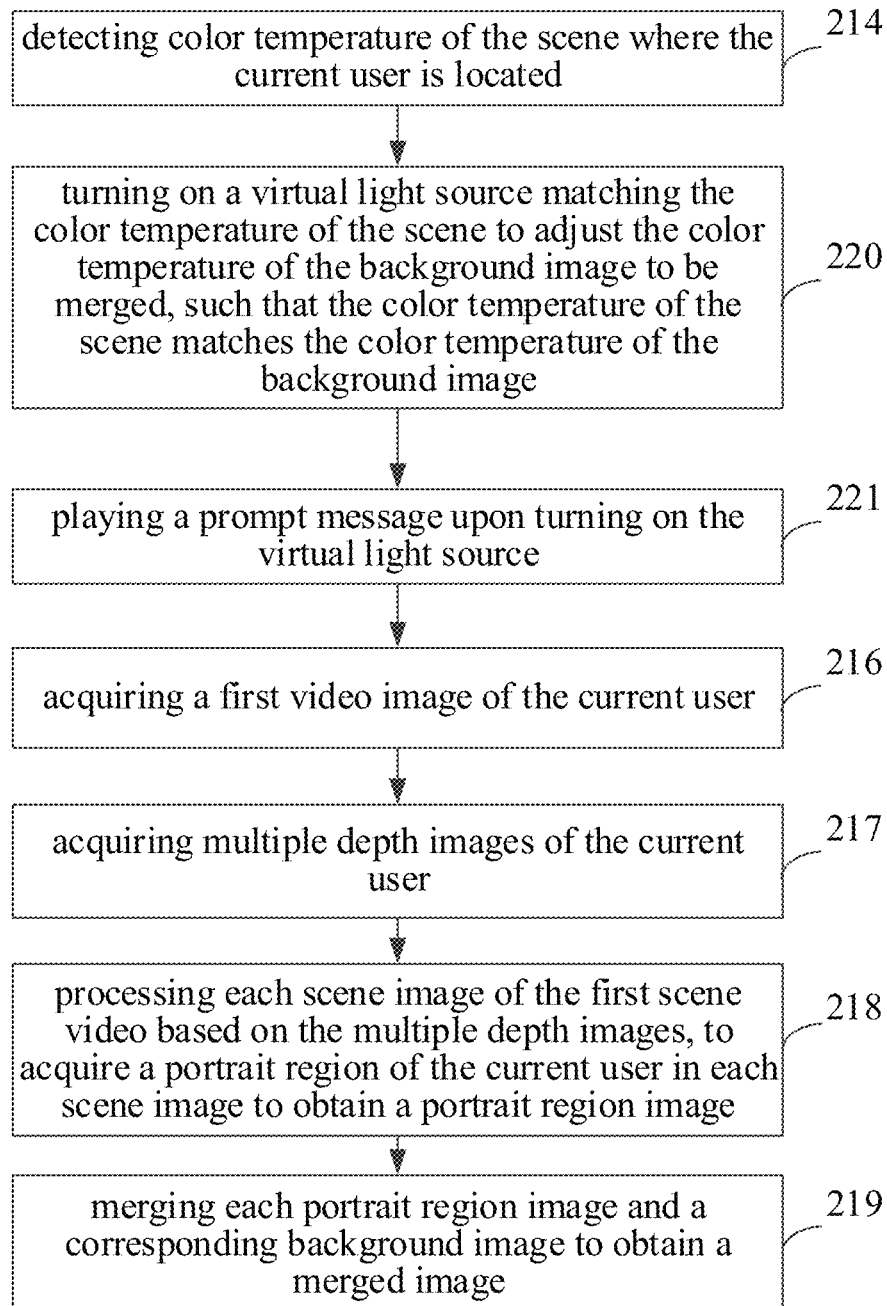 detecting color temperature of the scene where the
current user is located
214
turning on a virtual light source matching the
color temperature of the scene to adjust the color
temperature of the background image to be
merged, such that the color temperature of the
scene matches the color temperature of the
background image
220
playing a prompt message upon turning on the
virtual light source
221
acquiring a first video image of the current user
216
acquiring multiple depth images of the current
user
217
processing each scene image of the first scene
video based on the multiple depth images, to
acquire a portrait region of the current user in each
scene image to obtain a portrait region image
218
merging each portrait region image and a
corresponding background image to obtain a
merged image
219